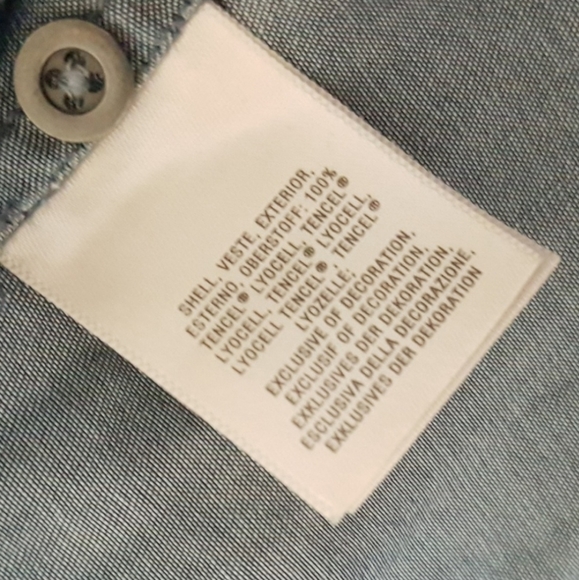 SHELL, VESTE, EXTERIOR,
ESTERNO, OBERSTOFF: 100%
TENCEL® LYOCELL, TENCEL®
LYOCELL, TENCEL® LYOCELL,
LYOCELL TENCEL® TENCEL®
LYOZELLE;
EXCLUSIVE OF DECORATION,
EXCLUSIF OF DECORATION,
EXKLUSIVES DER DEKORATION,
ESCLUSIVA DELLA DECORAZIONE,
EXKLUSIVES DER DEKORATION